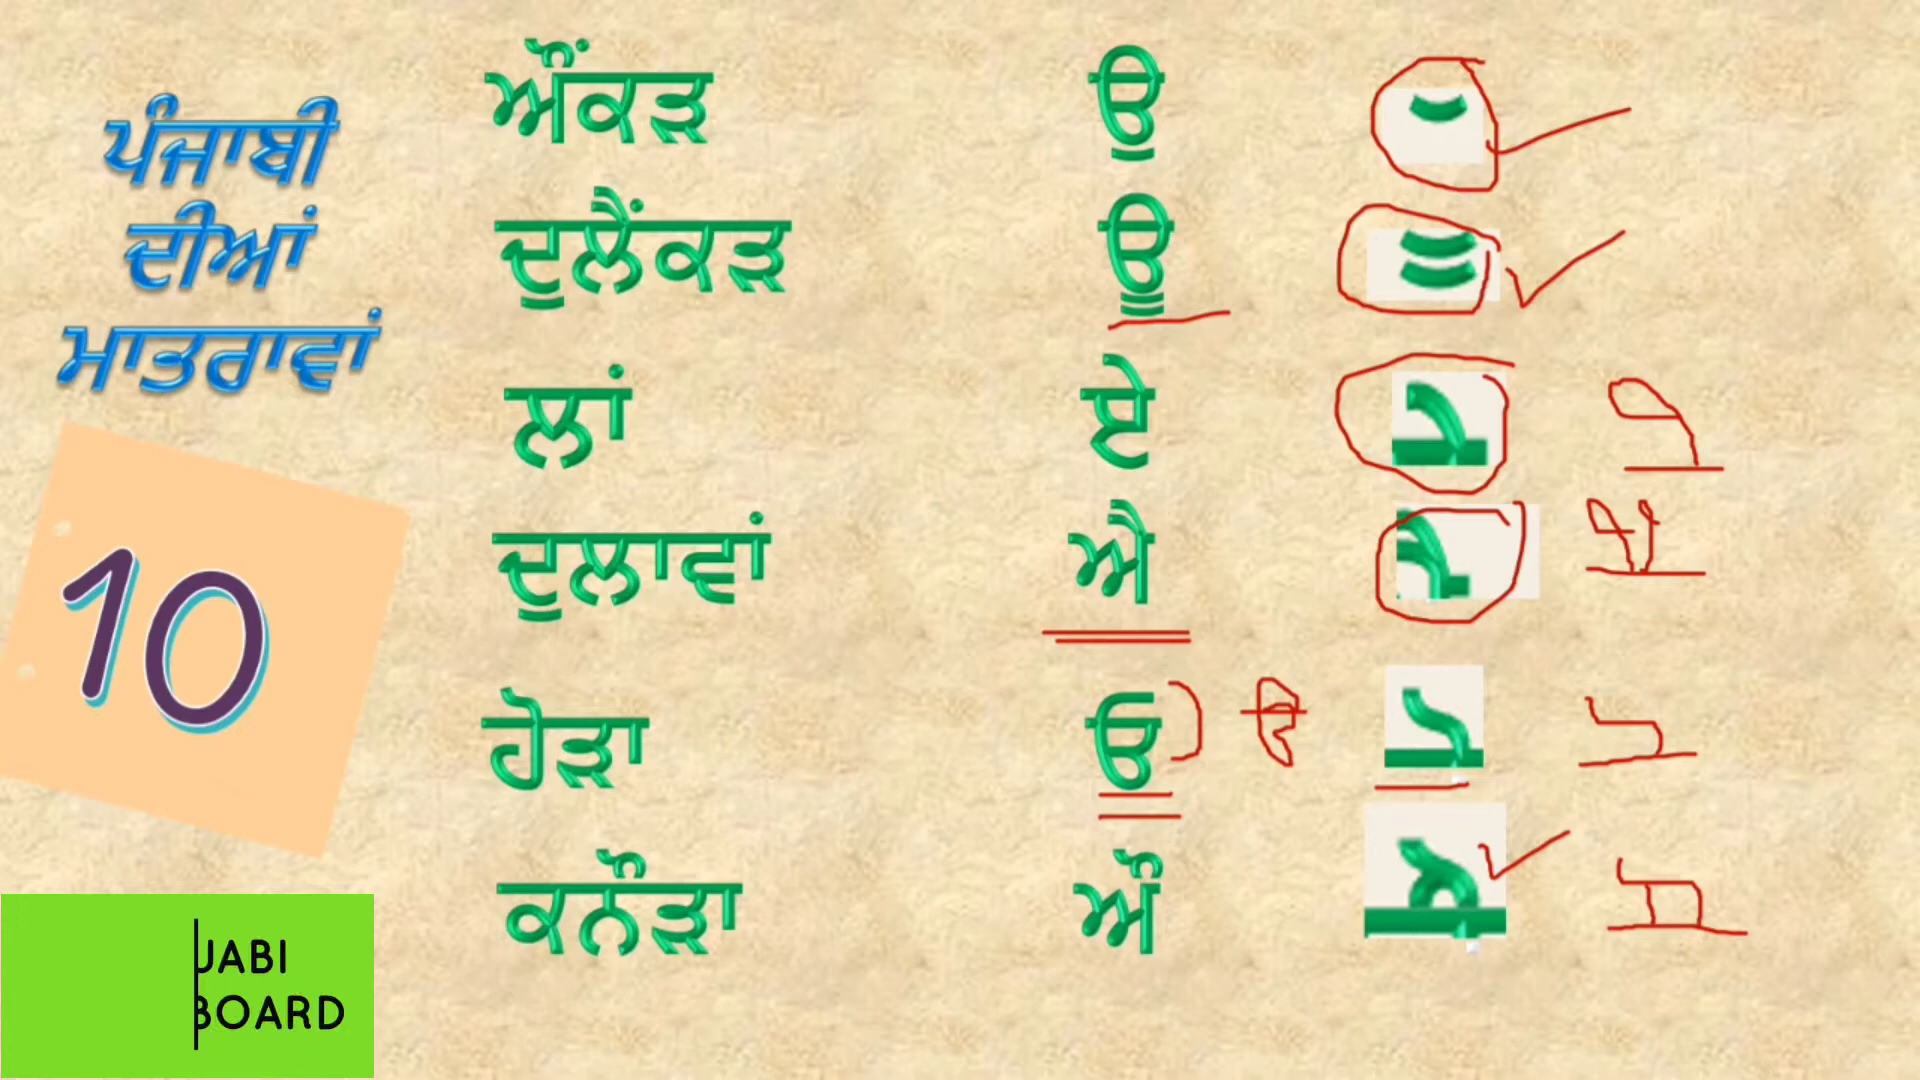 ਪੰਜਾਬੀ
ਦੀਆਂ
ਮਾਤਰਾਵਾਂ
10
ਔਂਕੜ ਉ ੁ
ਦੁਲੈਂਕੜ ਊ ੂ
ਲਾਂ ਏ ੇ
ਦੁਲਾਵਾਂ ਐ ੈ
ਹੋੜਾ ਓ ੋ
ਕਨੌੜਾ ਔ ੌ
JABI
BOARD